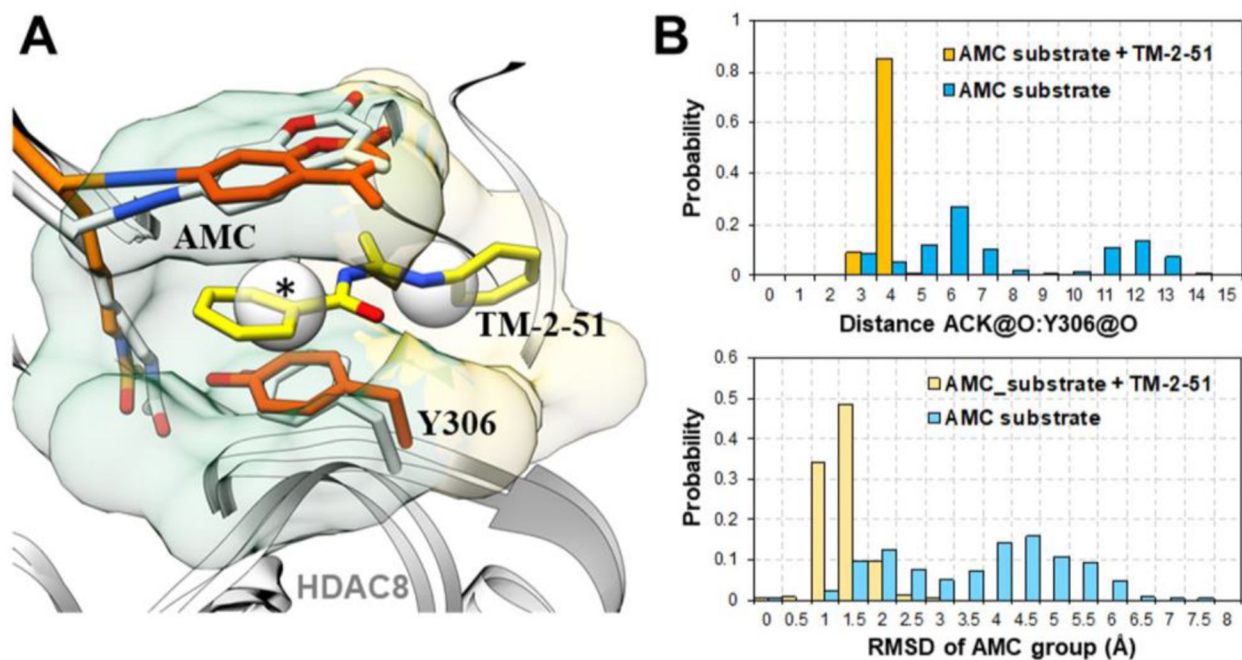 A
AMC
*
TM-2-51
Y306
HDAC8
B
1
0.8
0.6
0.4
0.2
0
Probability
AMC substrate + TM-2-51
AMC substrate
0 1 2 3 4 5 6 7 8 9 10 11 12 13 14 15
Distance ACK@O:Y306@O
0.6
0.5
0.4
0.3
0.2
0.1
0
Probability
AMC_substrate + TM-2-51
AMC substrate
0 0.5 1 1.5 2 2.5 3 3.5 4 4.5 5 5.5 6 6.5 7 7.5 8
RMSD of AMC group (Å)